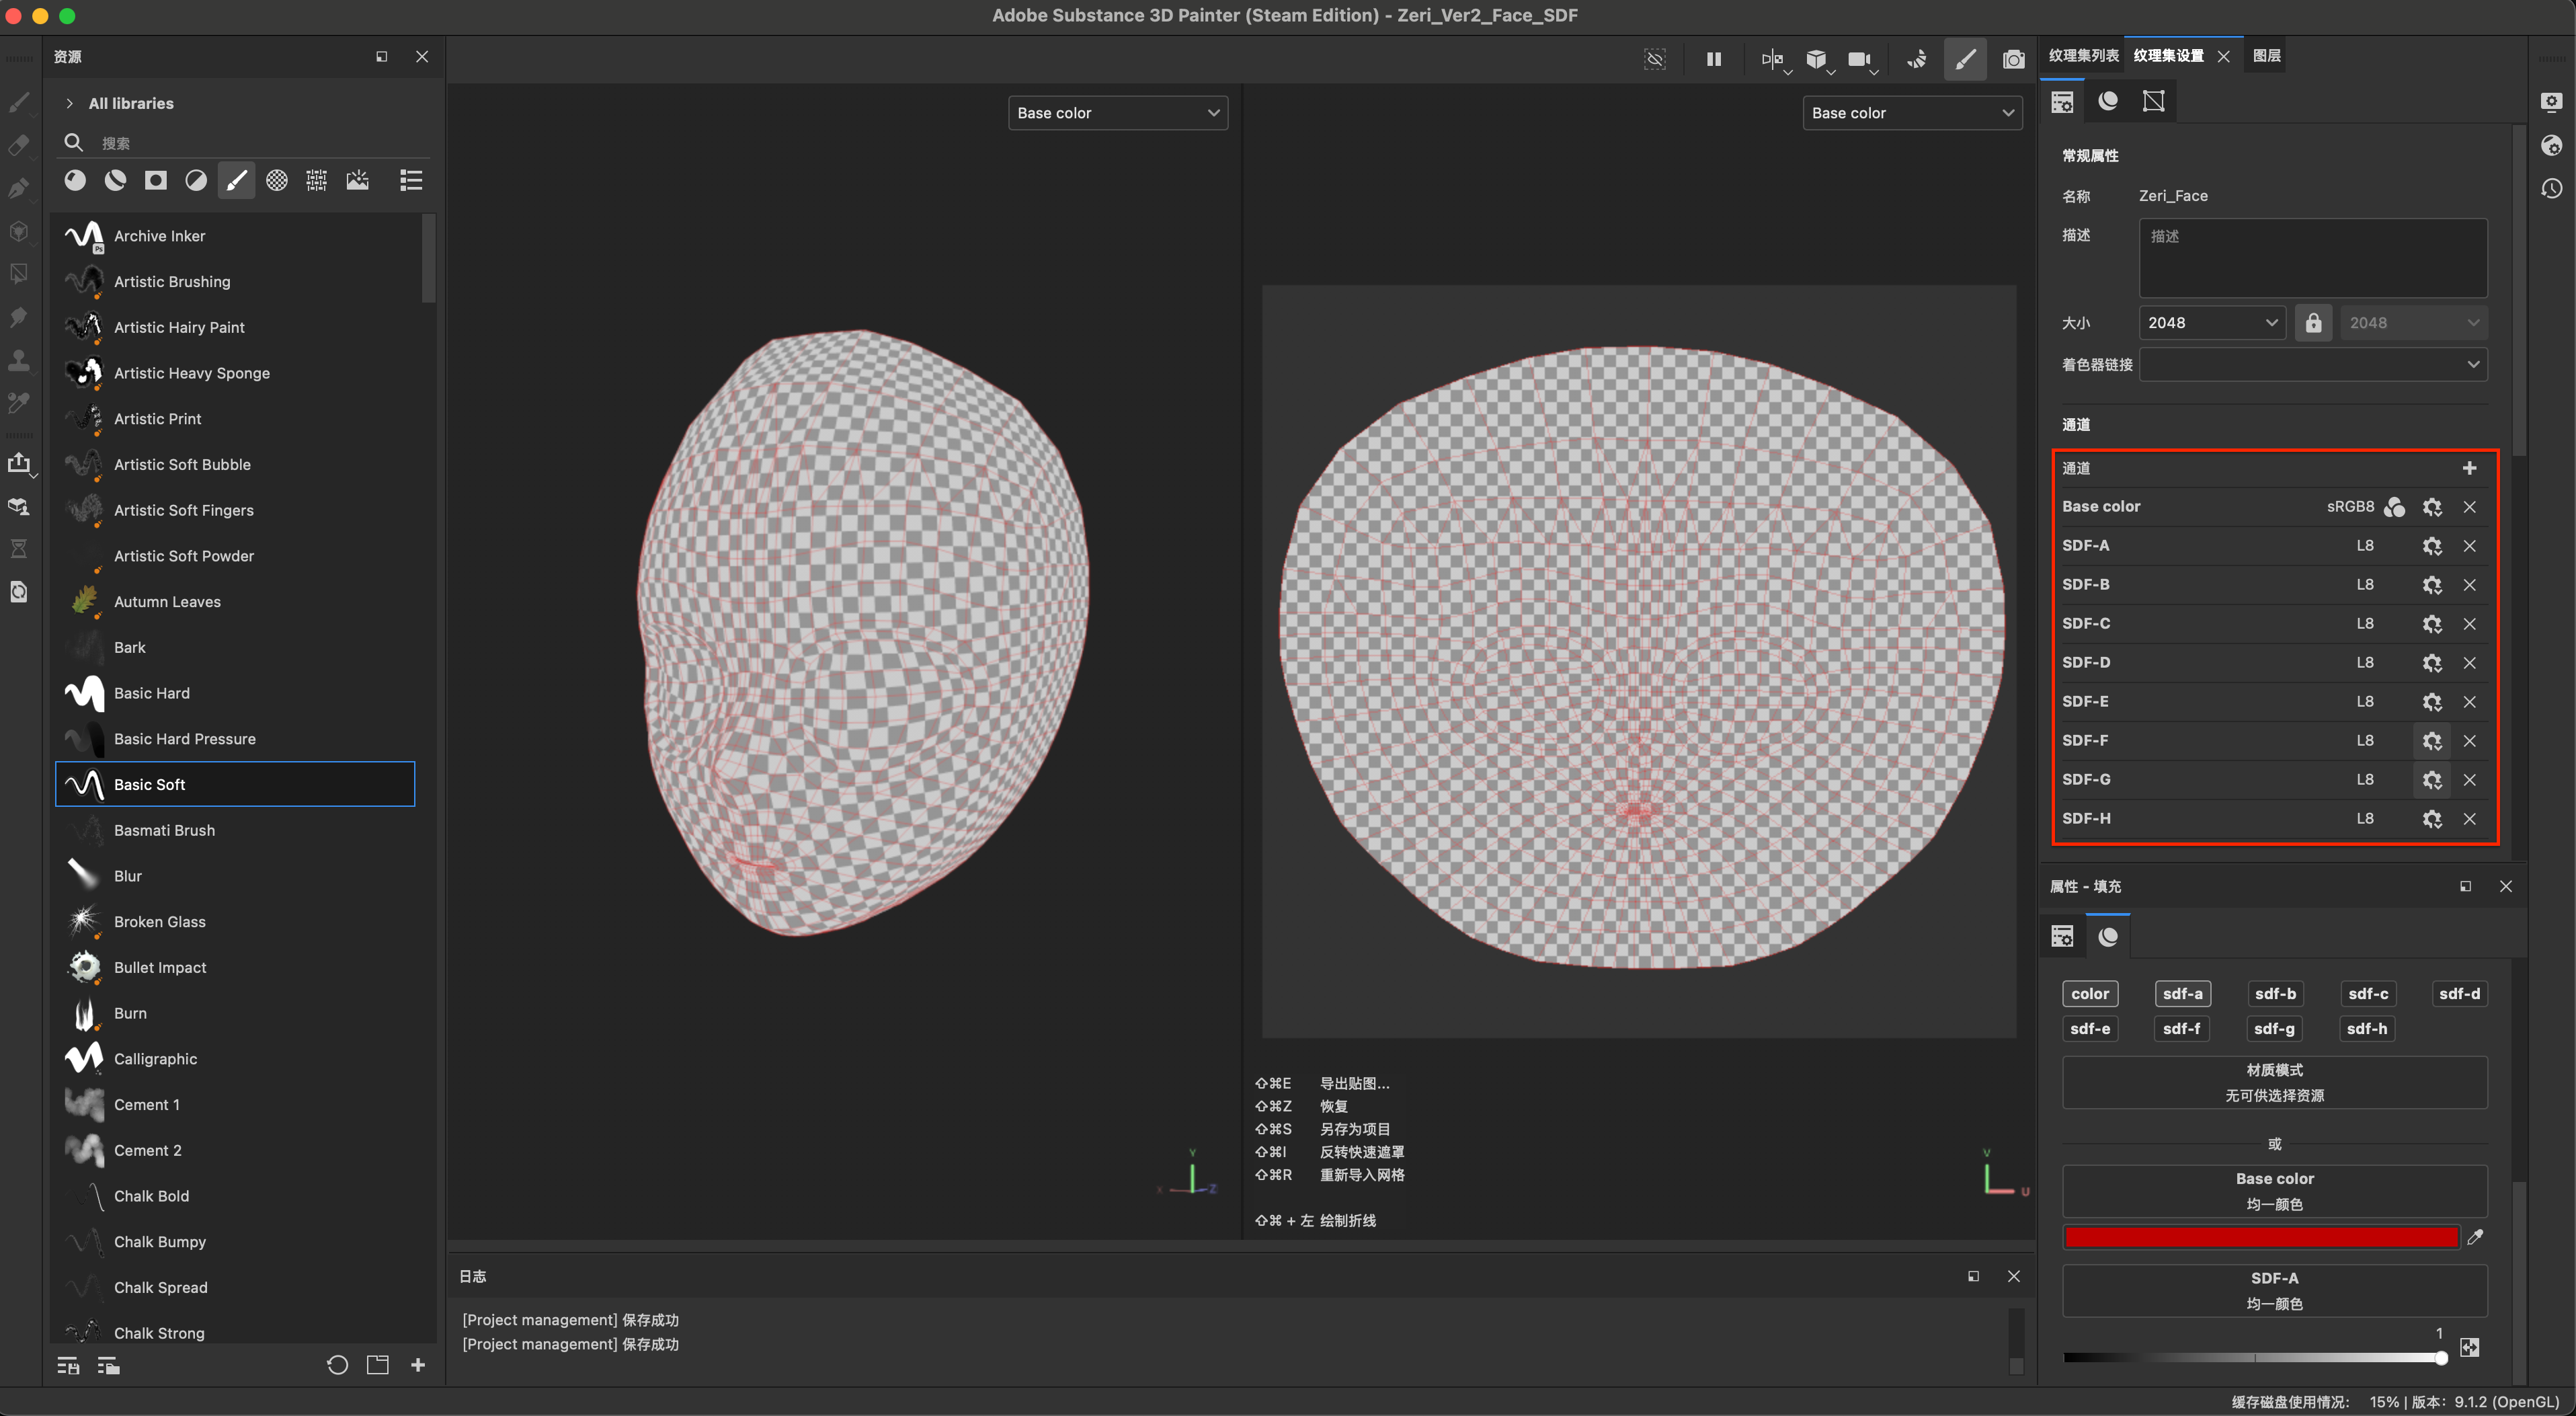 Adobe Substance 3D Painter (Steam Edition) - Zeri_Ver2_Face_SDF
资源
All libraries
搜索
Archive Inker
Artistic Brushing
Artistic Hairy Paint
Artistic Heavy Sponge
Artistic Print
Artistic Soft Bubble
Artistic Soft Fingers
Artistic Soft Powder
Autumn Leaves
Bark
Basic Hard
Basic Hard Pressure
Basic Soft
Basmati Brush
Blur
Broken Glass
Bullet Impact
Burn
Calligraphic
Cement 1
Cement 2
Chalk Bold
Chalk Bumpy
Chalk Spread
Chalk Strong
Base color
Y
X
Z
Base color
⇧⌘E 导出贴图...
⇧⌘Z 恢复
⇧⌘S 另存为项目
⇧⌘I 反转快速遮罩
⇧⌘R 重新导入网格
⇧⌘ + 左 绘制折线
V
U
日志
[Project management] 保存成功
[Project management] 保存成功
纹理集列表 纹理集设置 图层
常规属性
名称 Zeri_Face
描述 描述
大小 2048 2048
着色器链接
通道
通道
Base color sRGB8
SDF-A L8
SDF-B L8
SDF-C L8
SDF-D L8
SDF-E L8
SDF-F L8
SDF-G L8
SDF-H L8
属性 - 填充
color sdf-a sdf-b sdf-c sdf-d
sdf-e sdf-f sdf-g sdf-h
材质模式
无可供选择资源
或
Base color
均一颜色
SDF-A
均一颜色
1
缓存磁盘使用情况: 15% | 版本: 9.1.2 (OpenGL)